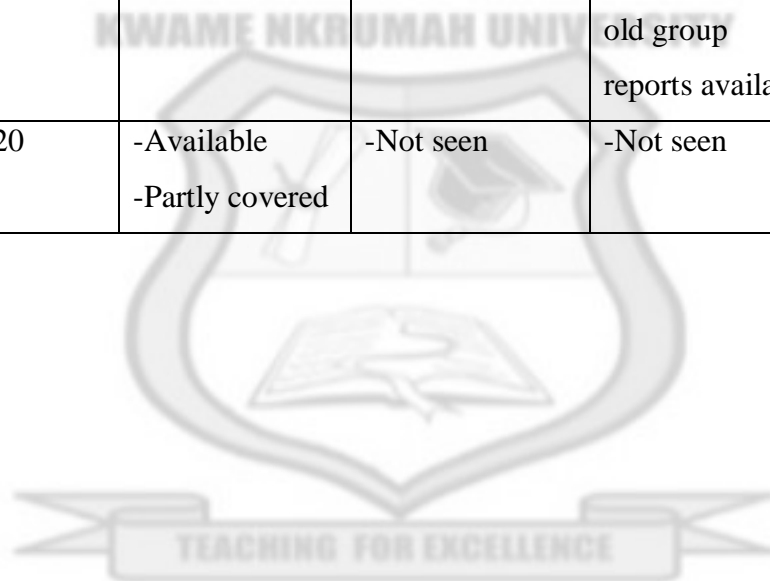 KWAME NKRUMAH UNIVERSITY
old group
reports availa
20 -Available -Not seen -Not seen
-Partly covered
TEACHING FOR EXCELLENCE